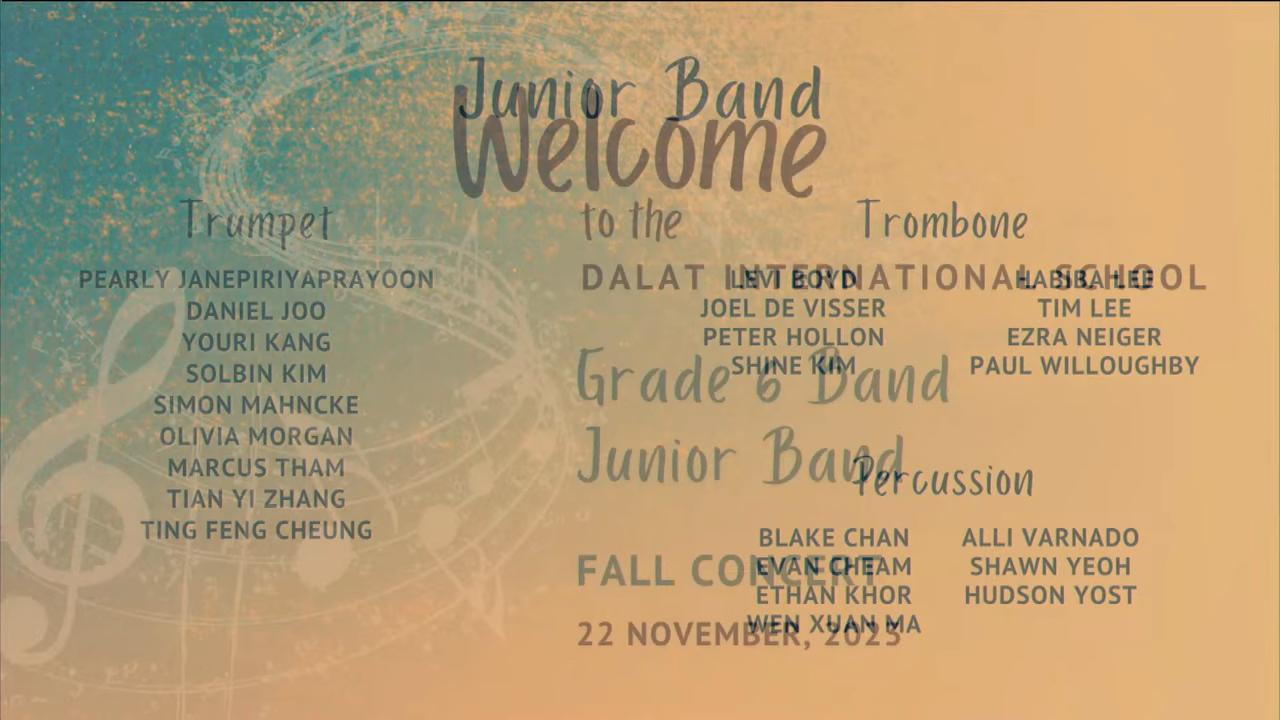 Junior Band
Welcome
to the
DALAT INTERNATIONAL SCHOOL
Grade 6 Band
Junior Band
FALL CONCERT
22 NOVEMBER, 2023
Trumpet
PEARLY JANEPIRIYAPRAYOON
DANIEL JOO
YOURI KANG
SOLBIN KIM
SIMON MAHNCKE
OLIVIA MORGAN
MARCUS THAM
TIAN YI ZHANG
TING FENG CHEUNG
Trombone
LEVI BOYD
JOEL DE VISSER
PETER HOLLON
SHINE KIM
HABIBA LEE
TIM LEE
EZRA NEIGER
PAUL WILLOUGHBY
Percussion
BLAKE CHAN
EVAN CHEAM
ETHAN KHOR
WEN XUAN MA
ALLI VARNADO
SHAWN YEOH
HUDSON YOST